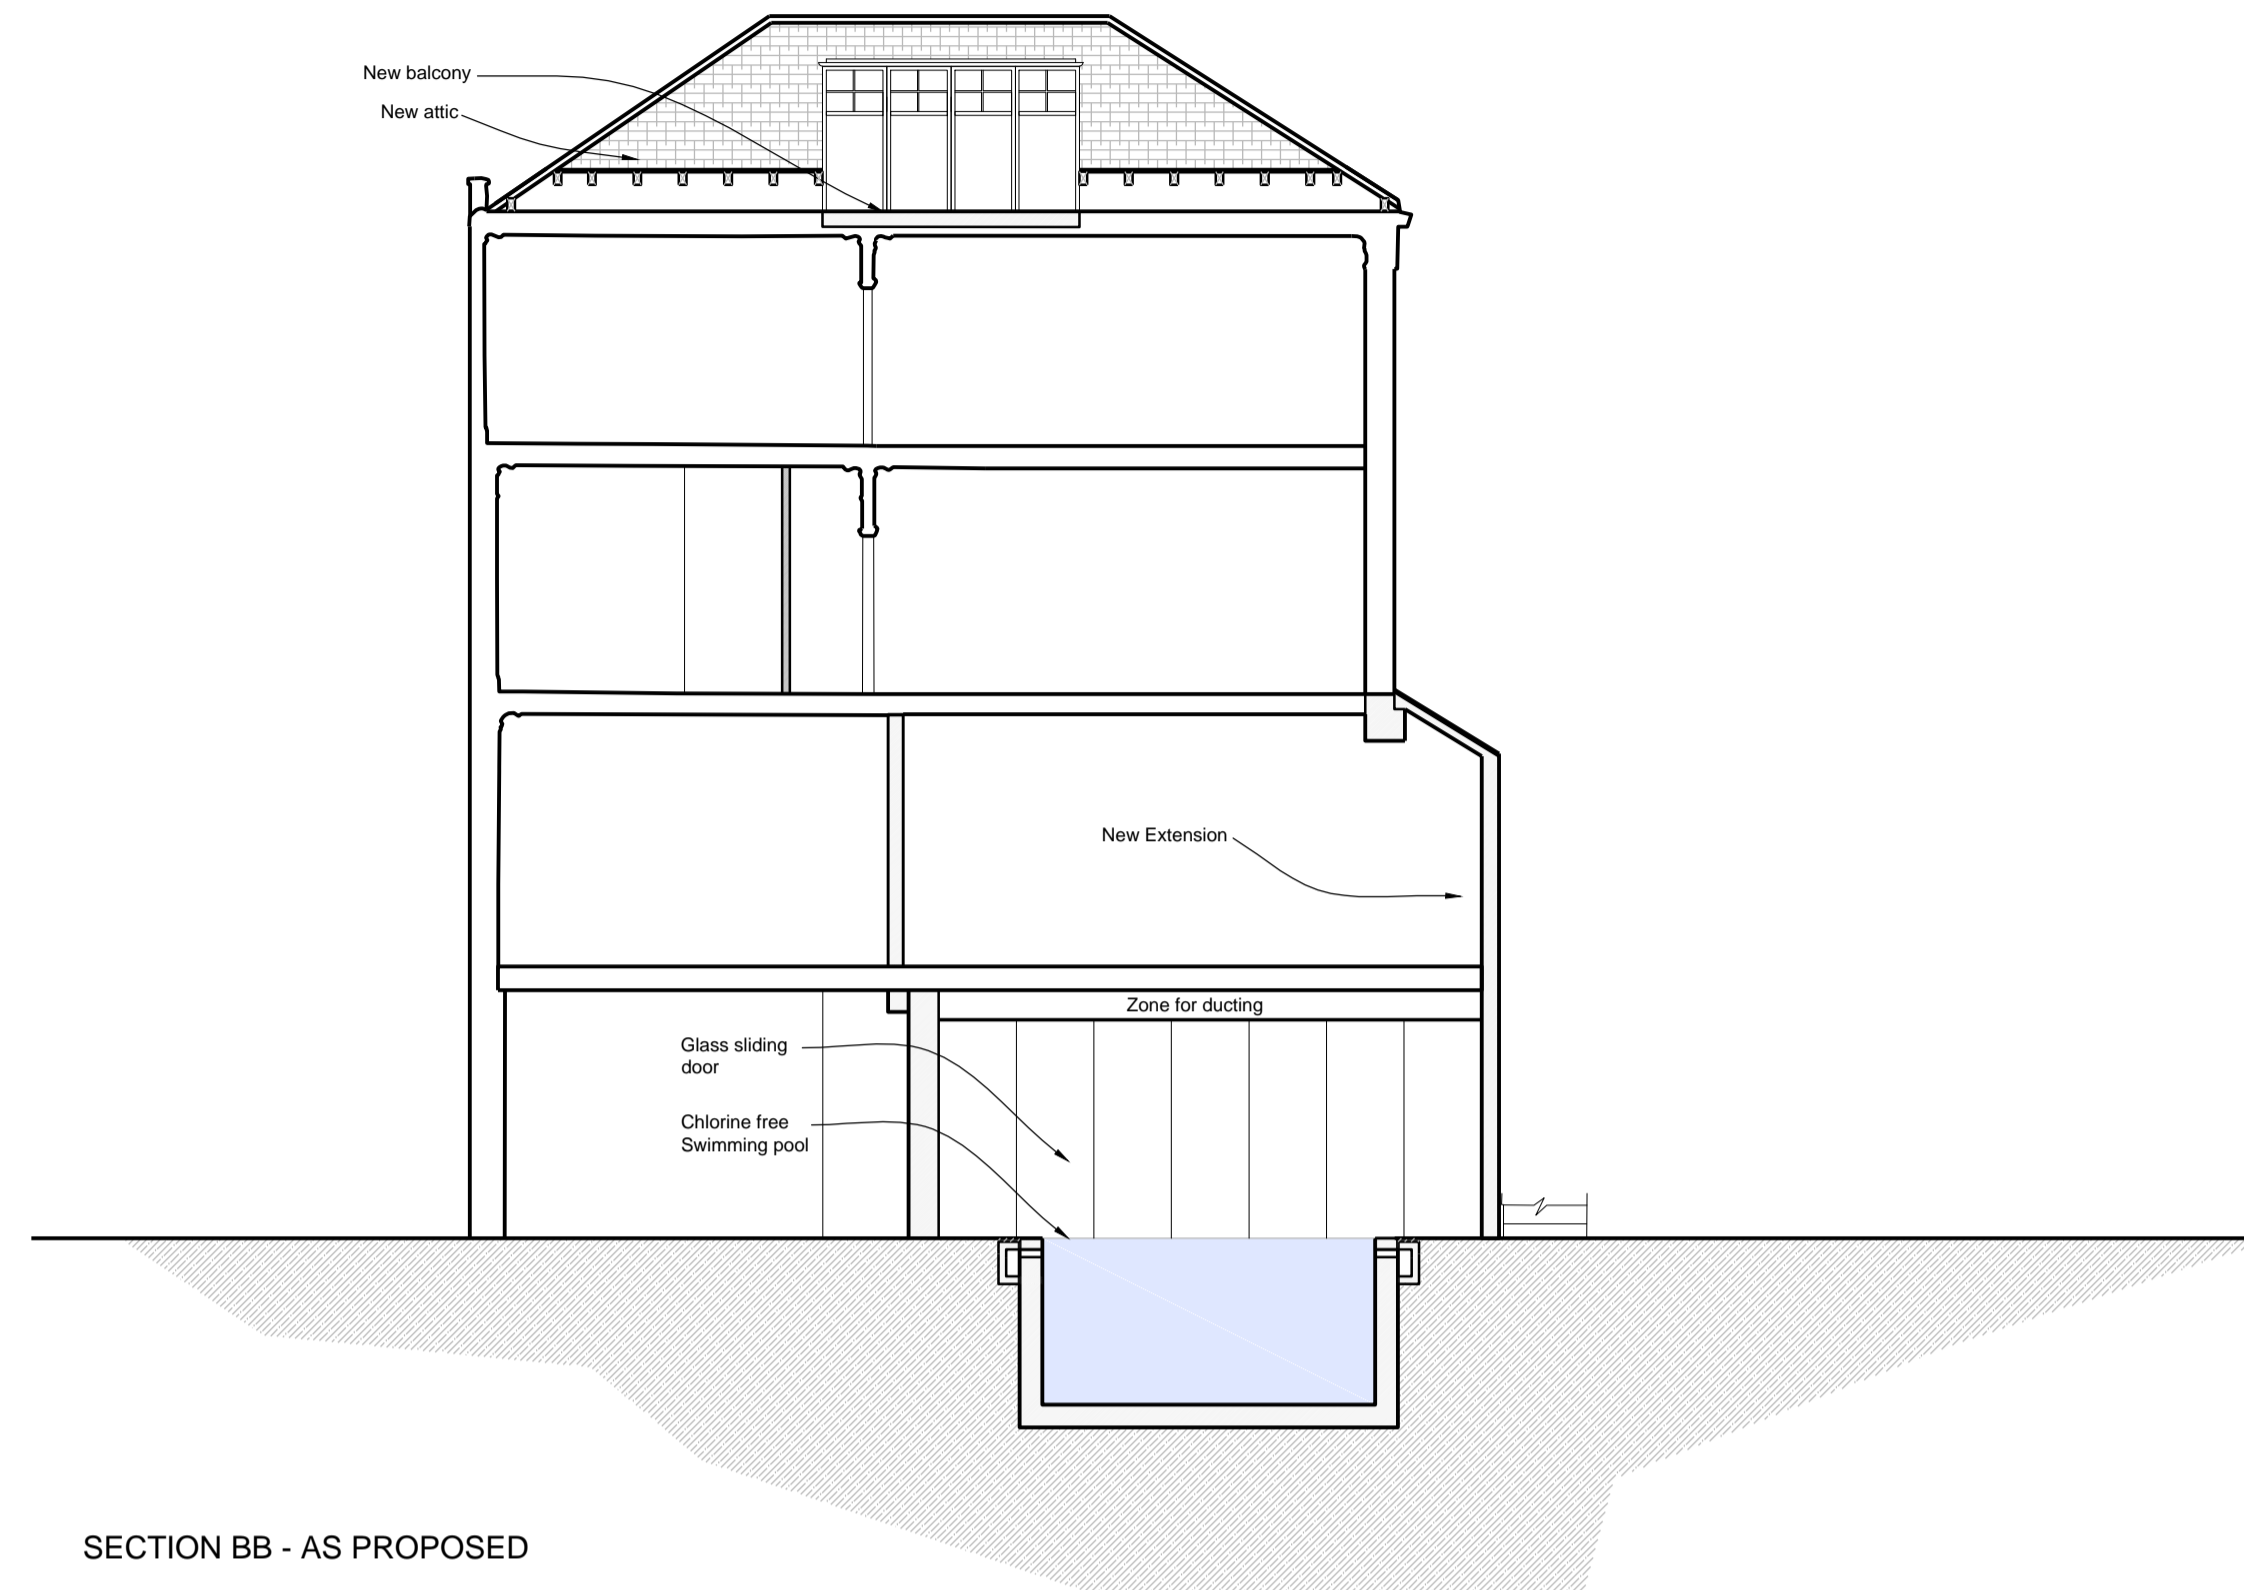 New balcony
New attic
New Extension
Zone for ducting
Glass sliding
door
Chlorine free
Swimming pool
SECTION BB - AS PROPOSED